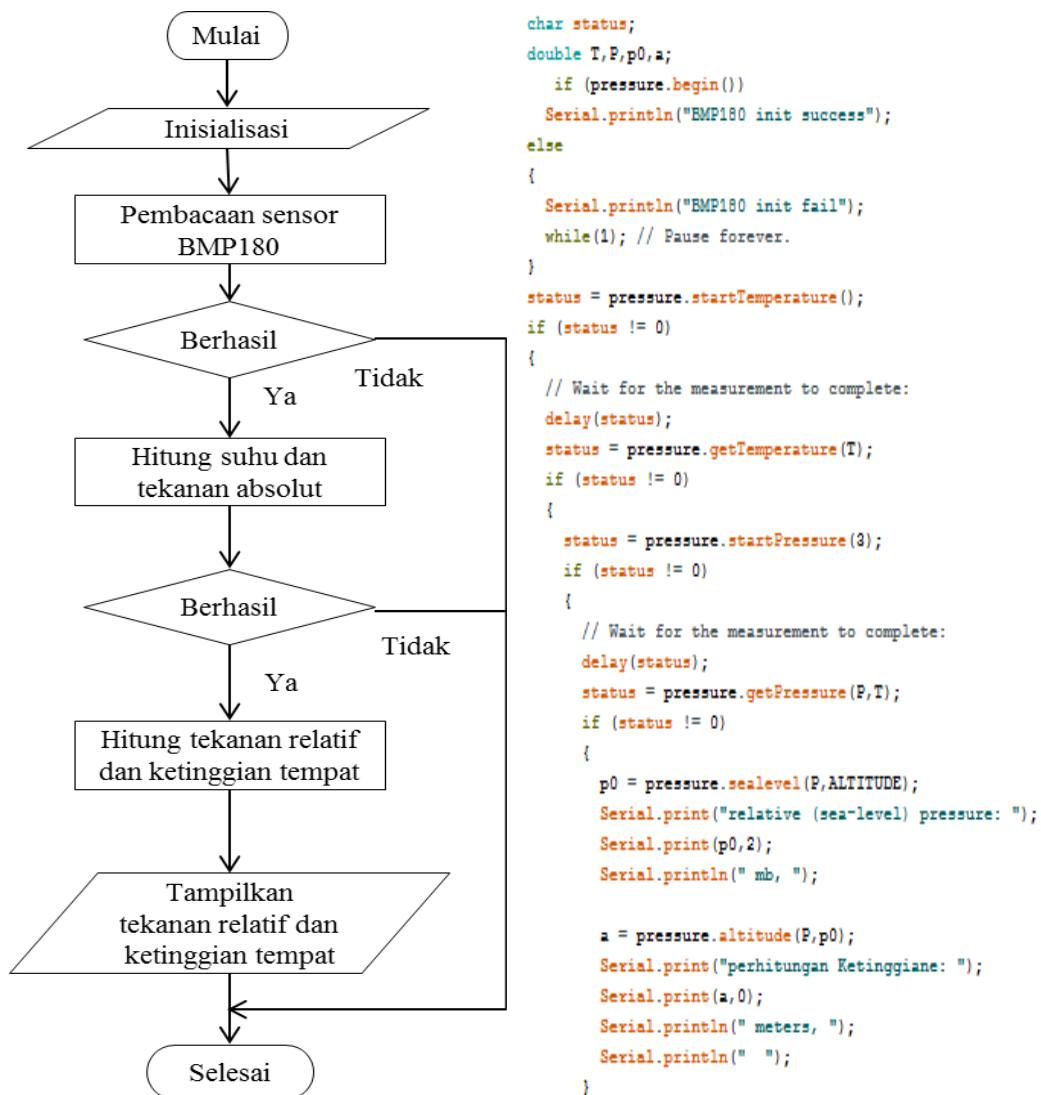 Mulai
Inisialisasi
Pembacaan sensor
BMP180
Berhasil
Tidak
Ya
Hitung suhu dan
tekanan absolut
Berhasil
Tidak
Ya
Hitung tekanan relatif
dan ketinggian tempat
Tampilkan
tekanan relatif dan
ketinggian tempat
Selesai
char status;
double T,P,p0,a;
if (pressure.begin())
Serial.println("BMP180 init success");
else
{
Serial.println("BMP180 init fail");
while(1); // Pause forever.
}
status = pressure.startTemperature();
if (status != 0)
{
// Wait for the measurement to complete:
delay(status);
status = pressure.getTemperature(T);
if (status != 0)
{
status = pressure.startPressure(3);
if (status != 0)
{
// Wait for the measurement to complete:
delay(status);
status = pressure.getPressure(P,T);
if (status != 0)
{
p0 = pressure.sealevel(P,ALTITUDE);
Serial.print("relative (sea-level) pressure: ");
Serial.print(p0,2);
Serial.println(" mb, ");
a = pressure.altitude(P,p0);
Serial.print("perhitungan Ketinggiane: ");
Serial.print(a,0);
Serial.println(" meters, ");
Serial.println("  ");
}